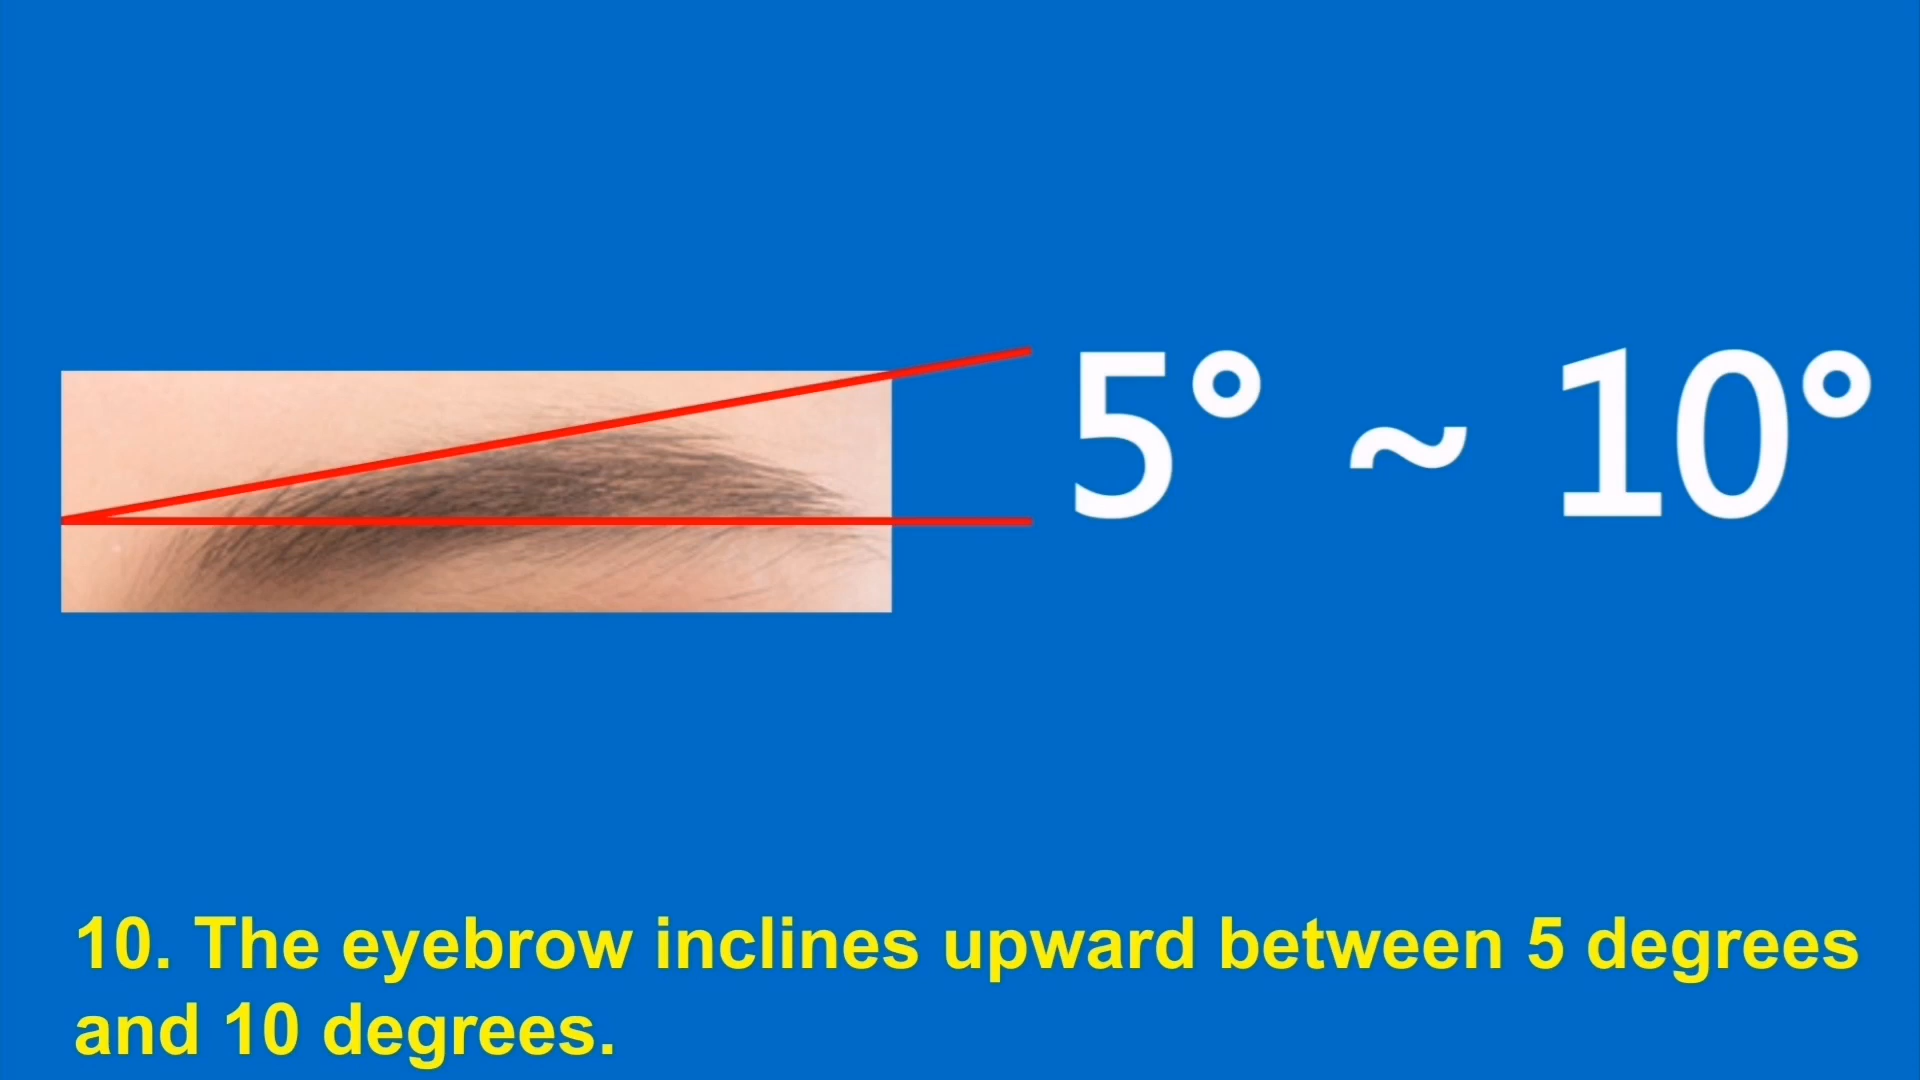 5° ~ 10°
10. The eyebrow inclines upward between 5 degrees
and 10 degrees.